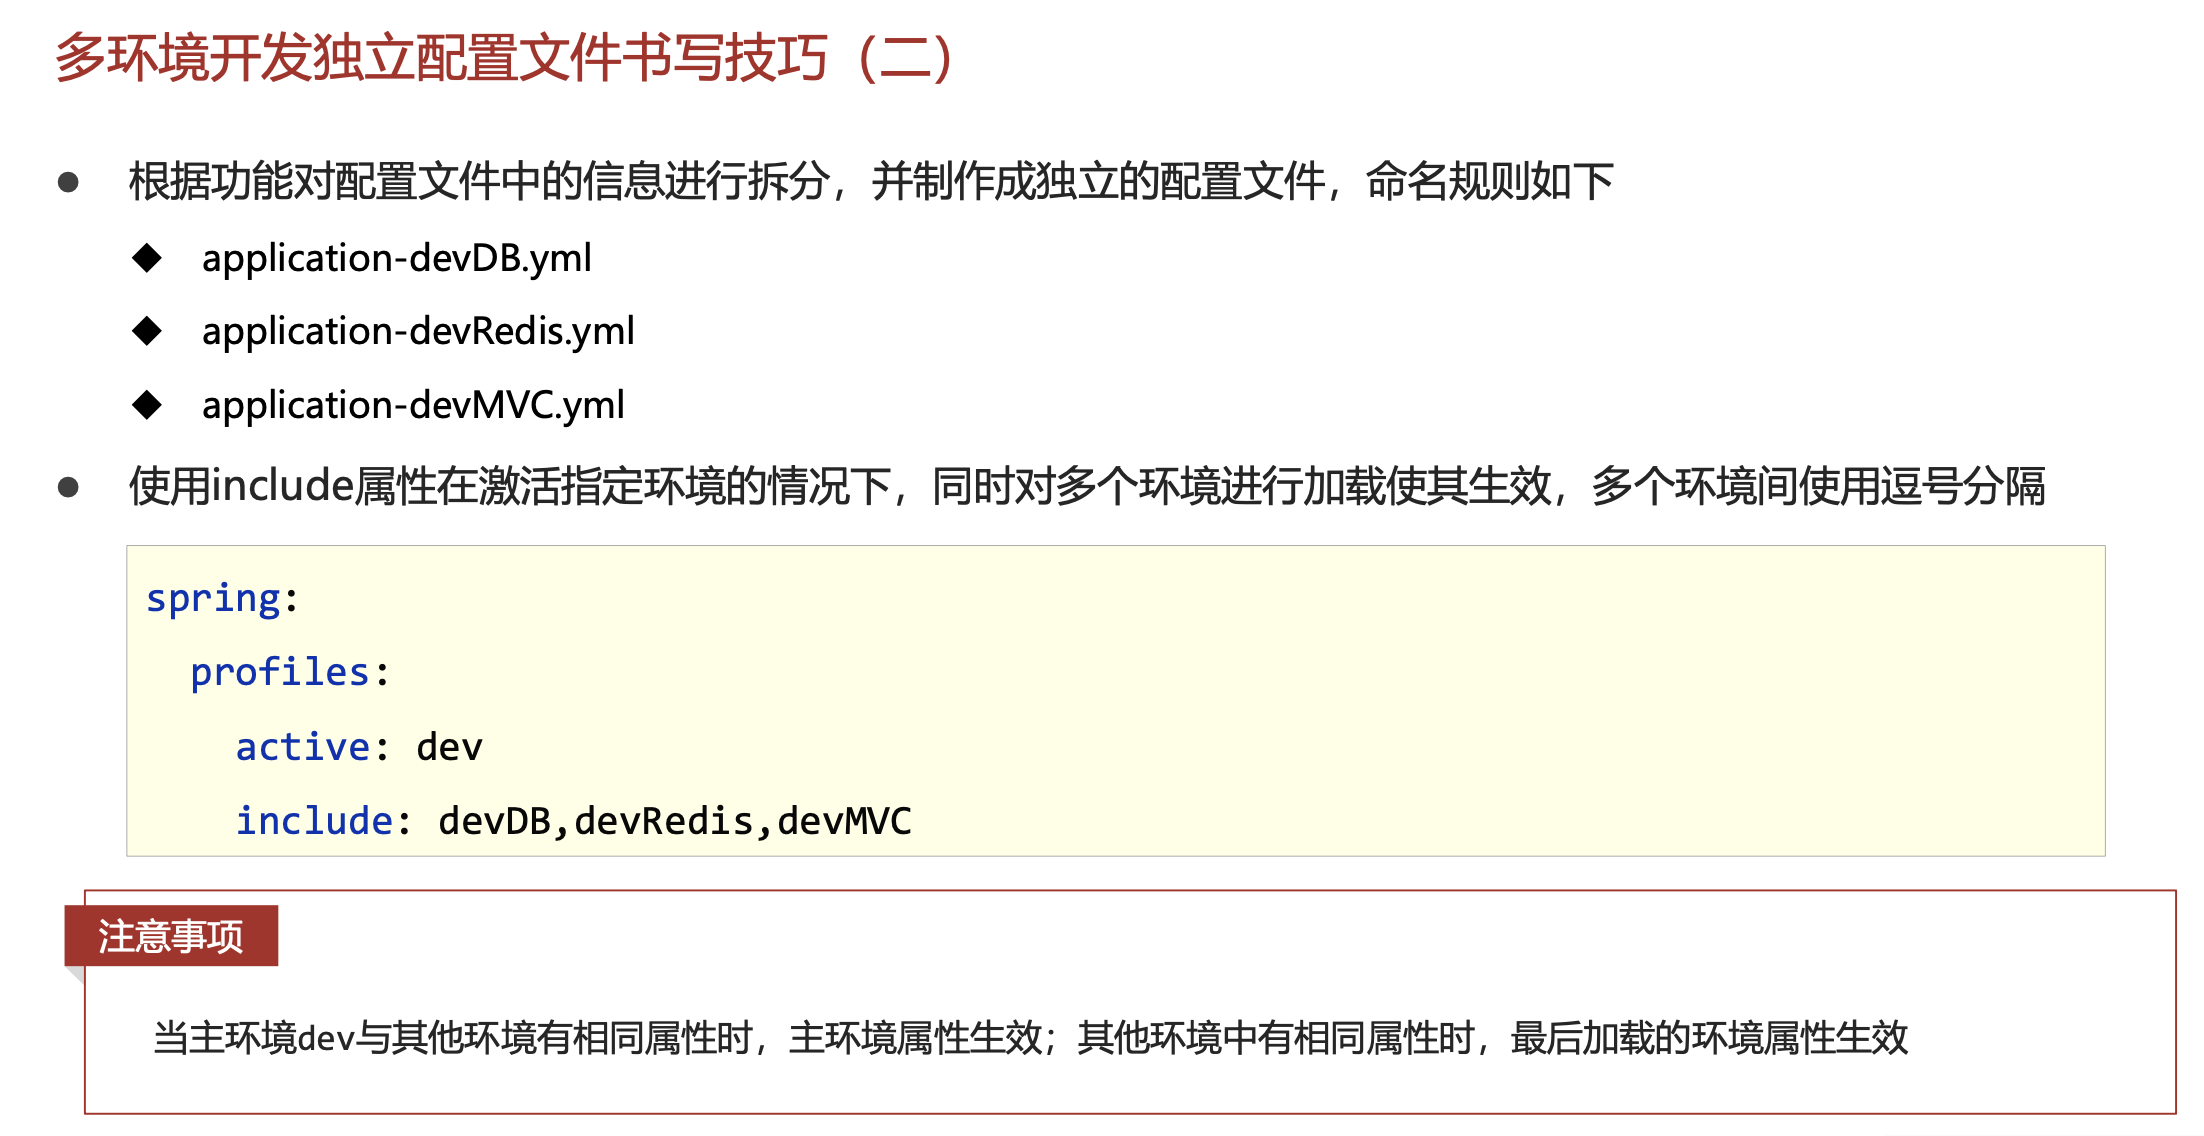 多环境开发独立配置文件书写技巧（二）
● 根据功能对配置文件中的信息进行拆分，并制作成独立的配置文件，命名规则如下
◆ application-devDB.yml
◆ application-devRedis.yml
◆ application-devMVC.yml
● 使用include属性在激活指定环境的情况下，同时对多个环境进行加载使其生效，多个环境间使用逗号分隔
spring:
  profiles:
    active: dev
    include: devDB,devRedis,devMVC
注意事项
当主环境dev与其他环境有相同属性时，主环境属性生效；其他环境中有相同属性时，最后加载的环境属性生效